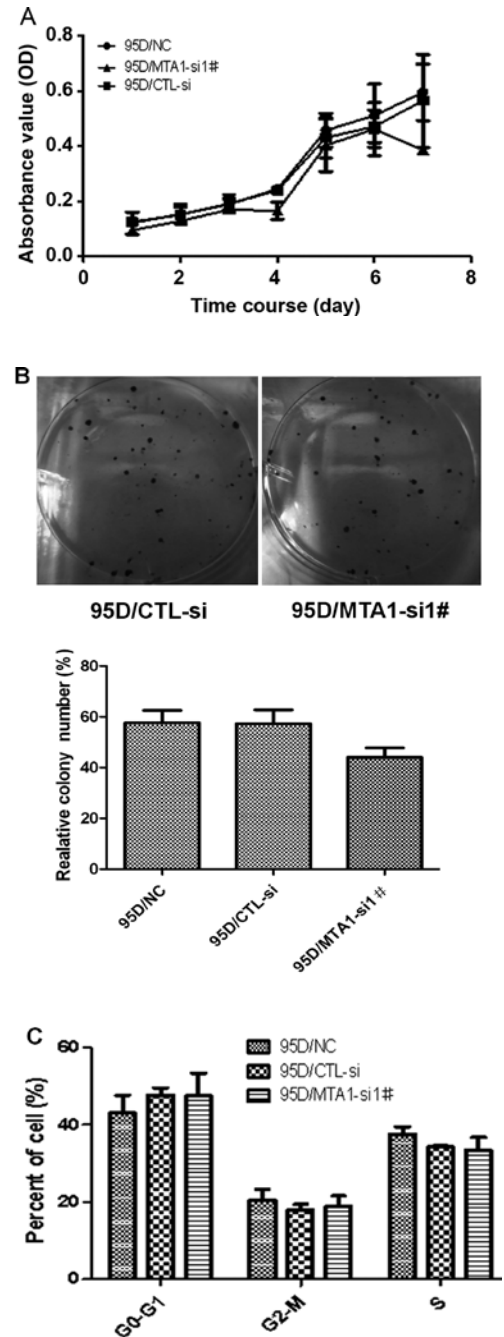 A
95D/NC
95D/MTA1-si1#
95D/CTL-si
Absorbance value (OD)
0.8
0.6
0.4
0.2
0.0
0 2 4 6 8
Time course (day)
B
95D/CTL-si 95D/MTA1-si1#
Realative colony number (%)
80
60
40
20
0
95D/NC
95D/CTL-si
95D/MTA1-si1#
C
95D/NC
95D/CTL-si
95D/MTA1-si1#
Percent of cell (%)
60
40
20
0
G0-G1
G2-M
S